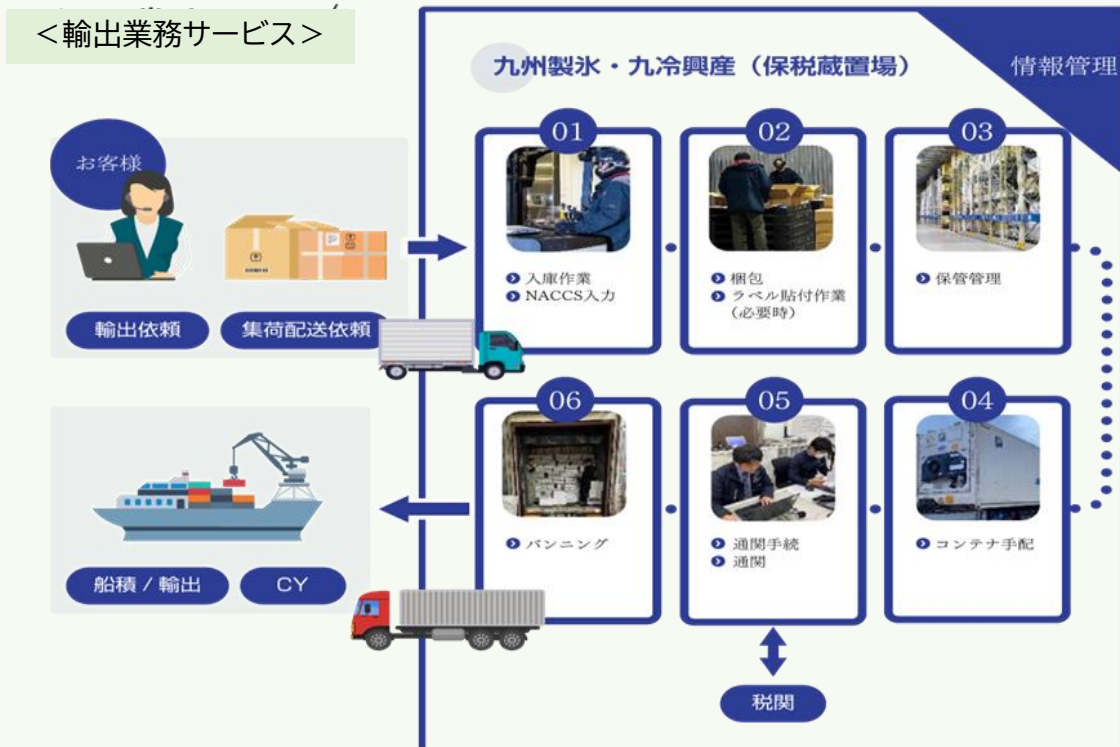 ＜輸出業務サービス＞
九州製氷・九冷興産（保税蔵置場）
情報管理
お客様
輸出依頼
集荷配送依頼
01
入庫作業
NACCS入力
02
梱包
ラベル貼付作業
（必要時）
03
保管管理
04
コンテナ手配
05
通関手続
通関
税関
06
バンニング
船積 / 輸出
CY